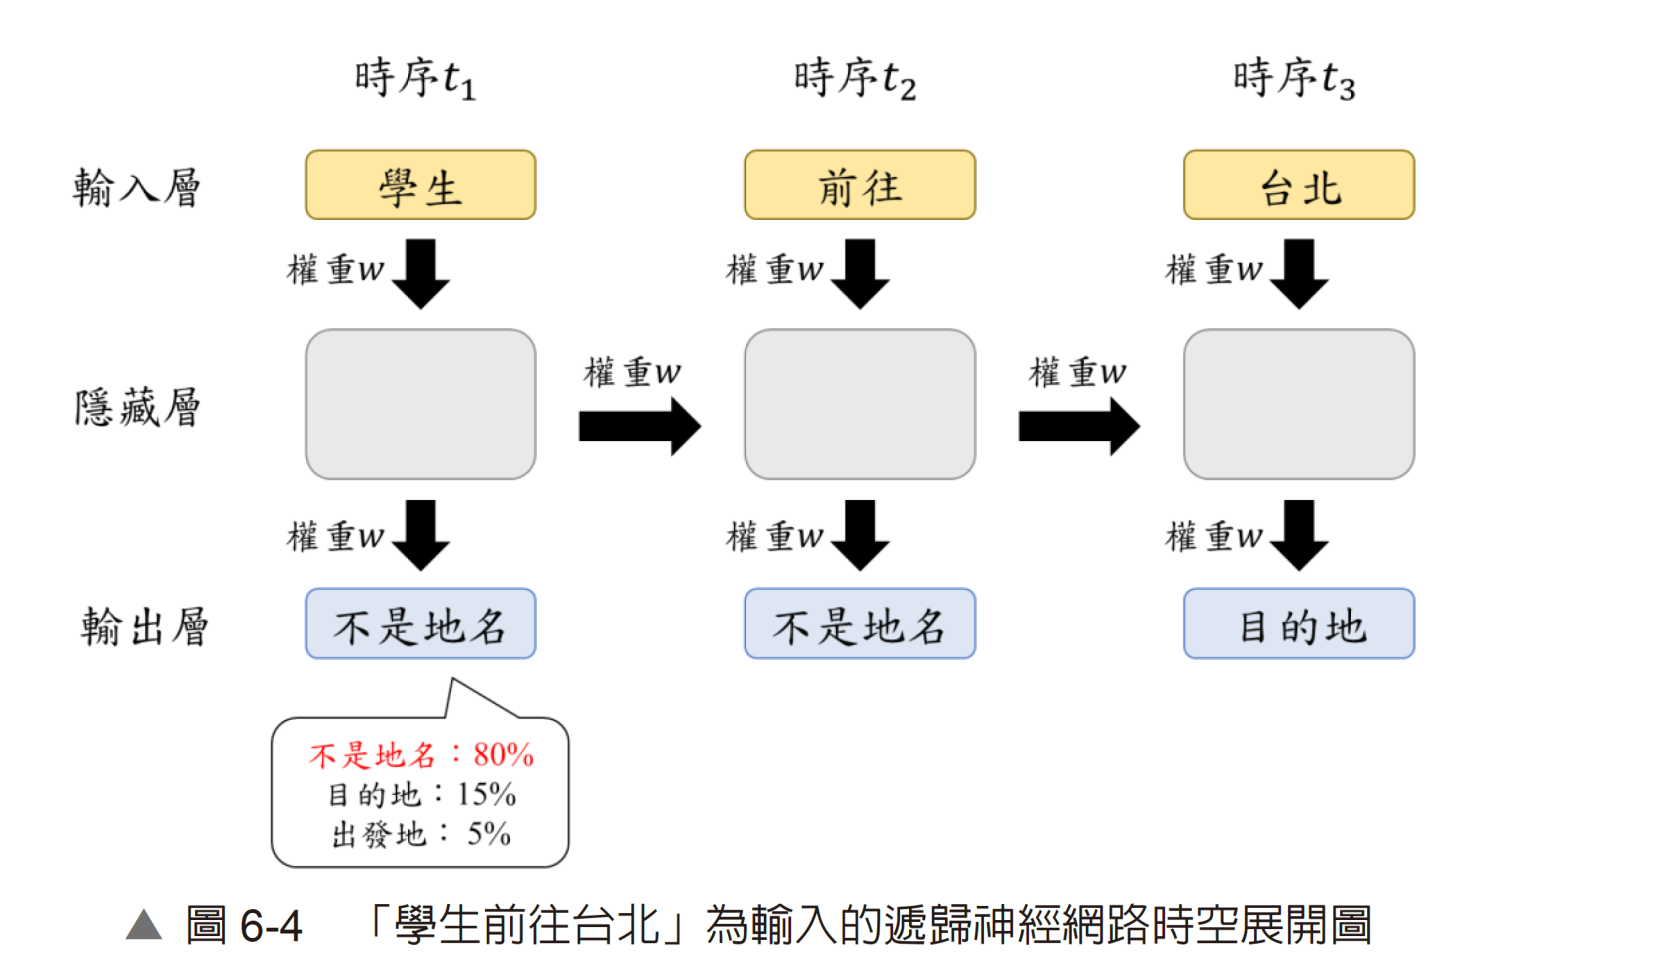 時序t₁ 時序t₂ 時序t₃
輸入層 學生 前往 台北
權重w 權重w 權重w
權重w 權重w
隱藏層
權重w 權重w 權重w
輸出層 不是地名 不是地名 目的地
不是地名：80%
目的地：15%
出發地： 5%
▲ 圖 6-4 「學生前往台北」為輸入的遞歸神經網路時空展開圖